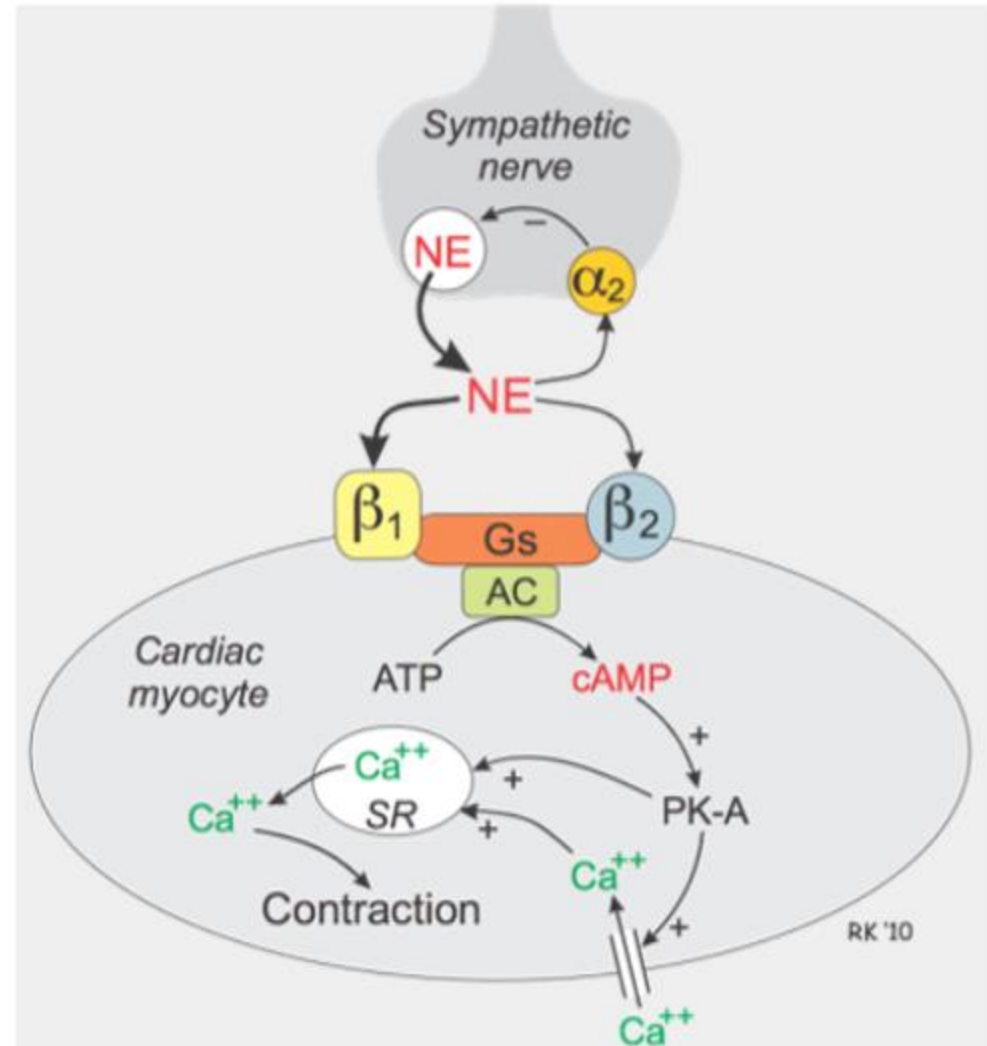 Sympathetic
nerve
NE
−
α₂
NE
β₁
β₂
Gs
AC
Cardiac
myocyte
ATP
cAMP
+
Ca⁺⁺
+
SR
PK-A
Ca⁺⁺
+
Ca⁺⁺
Contraction
+
RK '10
Ca⁺⁺